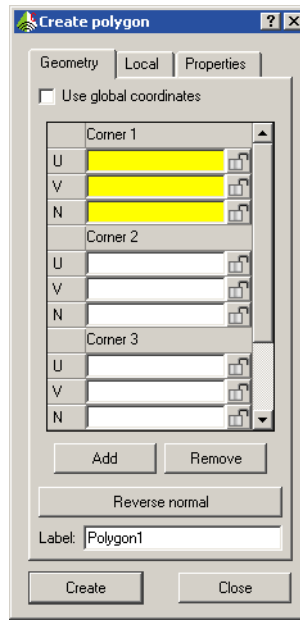 Create polygon
Geometry Local Properties
Use global coordinates
Corner 1
U
V
N
Corner 2
U
V
N
Corner 3
U
V
N
Add Remove
Reverse normal
Label: Polygon1
Create Close